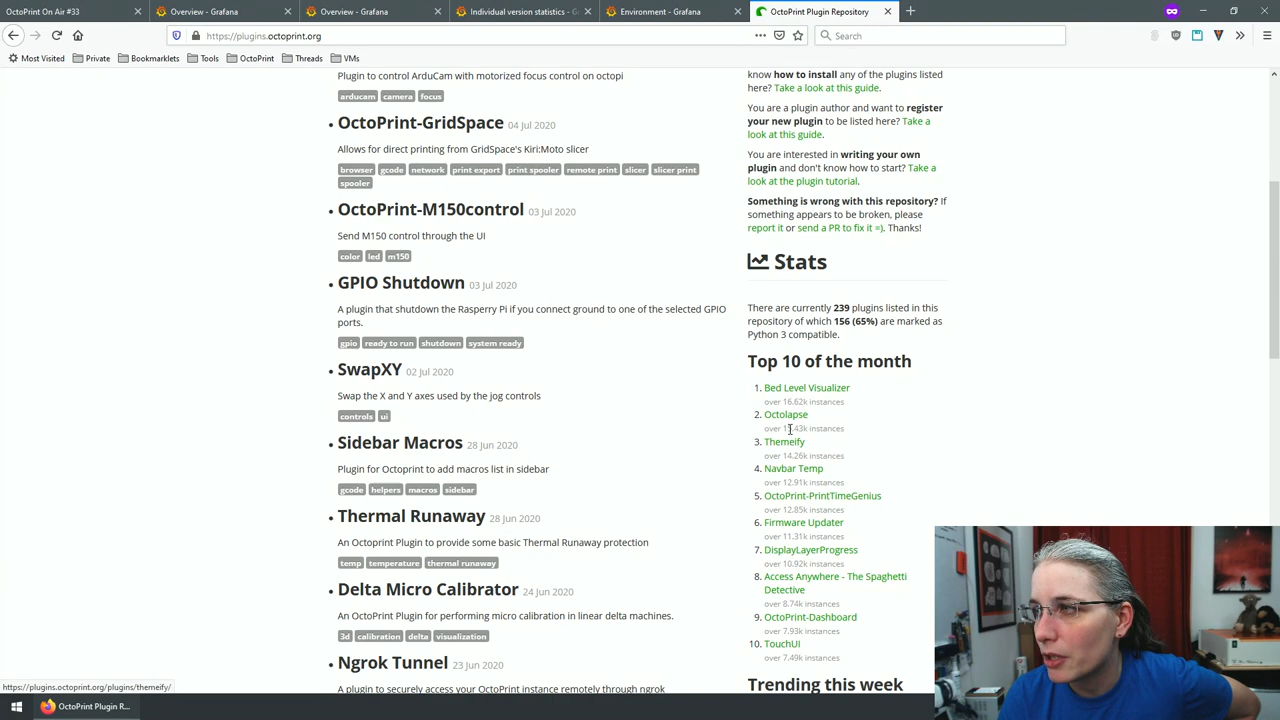 OctoPrint On Air #33
Overview - Grafana
Overview - Grafana
Individual version statistics - G
Environment - Grafana
OctoPrint Plugin Repository
https://plugins.octoprint.org
Search
Most Visited
Private
Bookmarklets
Tools
OctoPrint
Threads
VMs
Plugin to control ArduCam with motorized focus control on octopi
arducam camera focus
OctoPrint-GridSpace 04 Jul 2020
Allows for direct printing from GridSpace's Kiri:Moto slicer
browser gcode network print export print spooler remote print slicer slicer print
spooler
OctoPrint-M150control 03 Jul 2020
Send M150 control through the UI
color led m150
GPIO Shutdown 03 Jul 2020
A plugin that shutdown the Rasperry Pi if you connect ground to one of the selected GPIO
ports.
gpio ready to run shutdown system ready
SwapXY 02 Jul 2020
Swap the X and Y axes used by the jog controls
controls ui
Sidebar Macros 28 Jun 2020
Plugin for Octoprint to add macros list in sidebar
gcode helpers macros sidebar
Thermal Runaway 28 Jun 2020
An Octoprint Plugin to provide some basic Thermal Runaway protection
temp temperature thermal runaway
Delta Micro Calibrator 24 Jun 2020
An OctoPrint Plugin for performing micro calibration in linear delta machines.
3d calibration delta visualization
Ngrok Tunnel 23 Jun 2020
A plugin to securely access your OctoPrint instance remotely through ngrok
know how to install any of the plugins listed
here? Take a look at this guide.
You are a plugin author and want to register
your new plugin to be listed here? Take a
look at this guide.
You are interested in writing your own
plugin and don't know how to start? Take a
look at the plugin tutorial.
Something is wrong with this repository? If
something appears to be broken, please
report it or send a PR to fix it =). Thanks!
Stats
There are currently 239 plugins listed in this
repository of which 156 (65%) are marked as
Python 3 compatible.
Top 10 of the month
1. Bed Level Visualizer
over 16.62k instances
2. Octolapse
over instances
3. Themeify
over 14.26k instances
4. Navbar Temp
over 12.91k instances
5. OctoPrint-PrintTimeGenius
over 12.85k instances
6. Firmware Updater
over 11.31k instances
7. DisplayLayerProgress
over 10.92k instances
8. Access Anywhere - The Spaghetti
Detective
over 8.74k instances
9. OctoPrint-Dashboard
over 7.93k instances
10. TouchUI
over 7.49k instances
Trending this week
https://plugins.octoprint.org/plugins/themeify/
OctoPrint Plugin R...